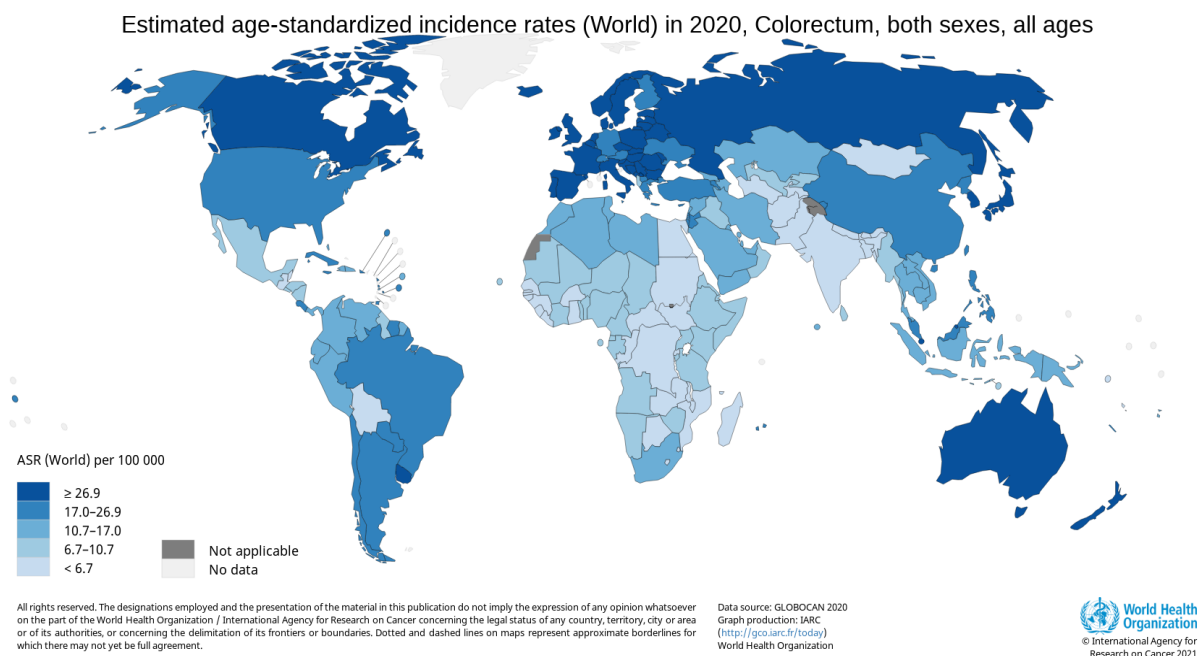 Estimated age-standardized incidence rates (World) in 2020, Colorectum, both sexes, all ages
ASR (World) per 100 000
≥ 26.9
17.0–26.9
10.7–17.0
6.7–10.7
< 6.7
Not applicable
No data
All rights reserved. The designations employed and the presentation of the material in this publication do not imply the expression of any opinion whatsoever
on the part of the World Health Organization / International Agency for Research on Cancer concerning the legal status of any country, territory, city or area
or of its authorities, or concerning the delimitation of its frontiers or boundaries. Dotted and dashed lines on maps represent approximate borderlines for
which there may not yet be full agreement.
Data source: GLOBOCAN 2020
Graph production: IARC
(http://gco.iarc.fr/today)
World Health Organization
World Health
Organization
© International Agency for
Research on Cancer 2021